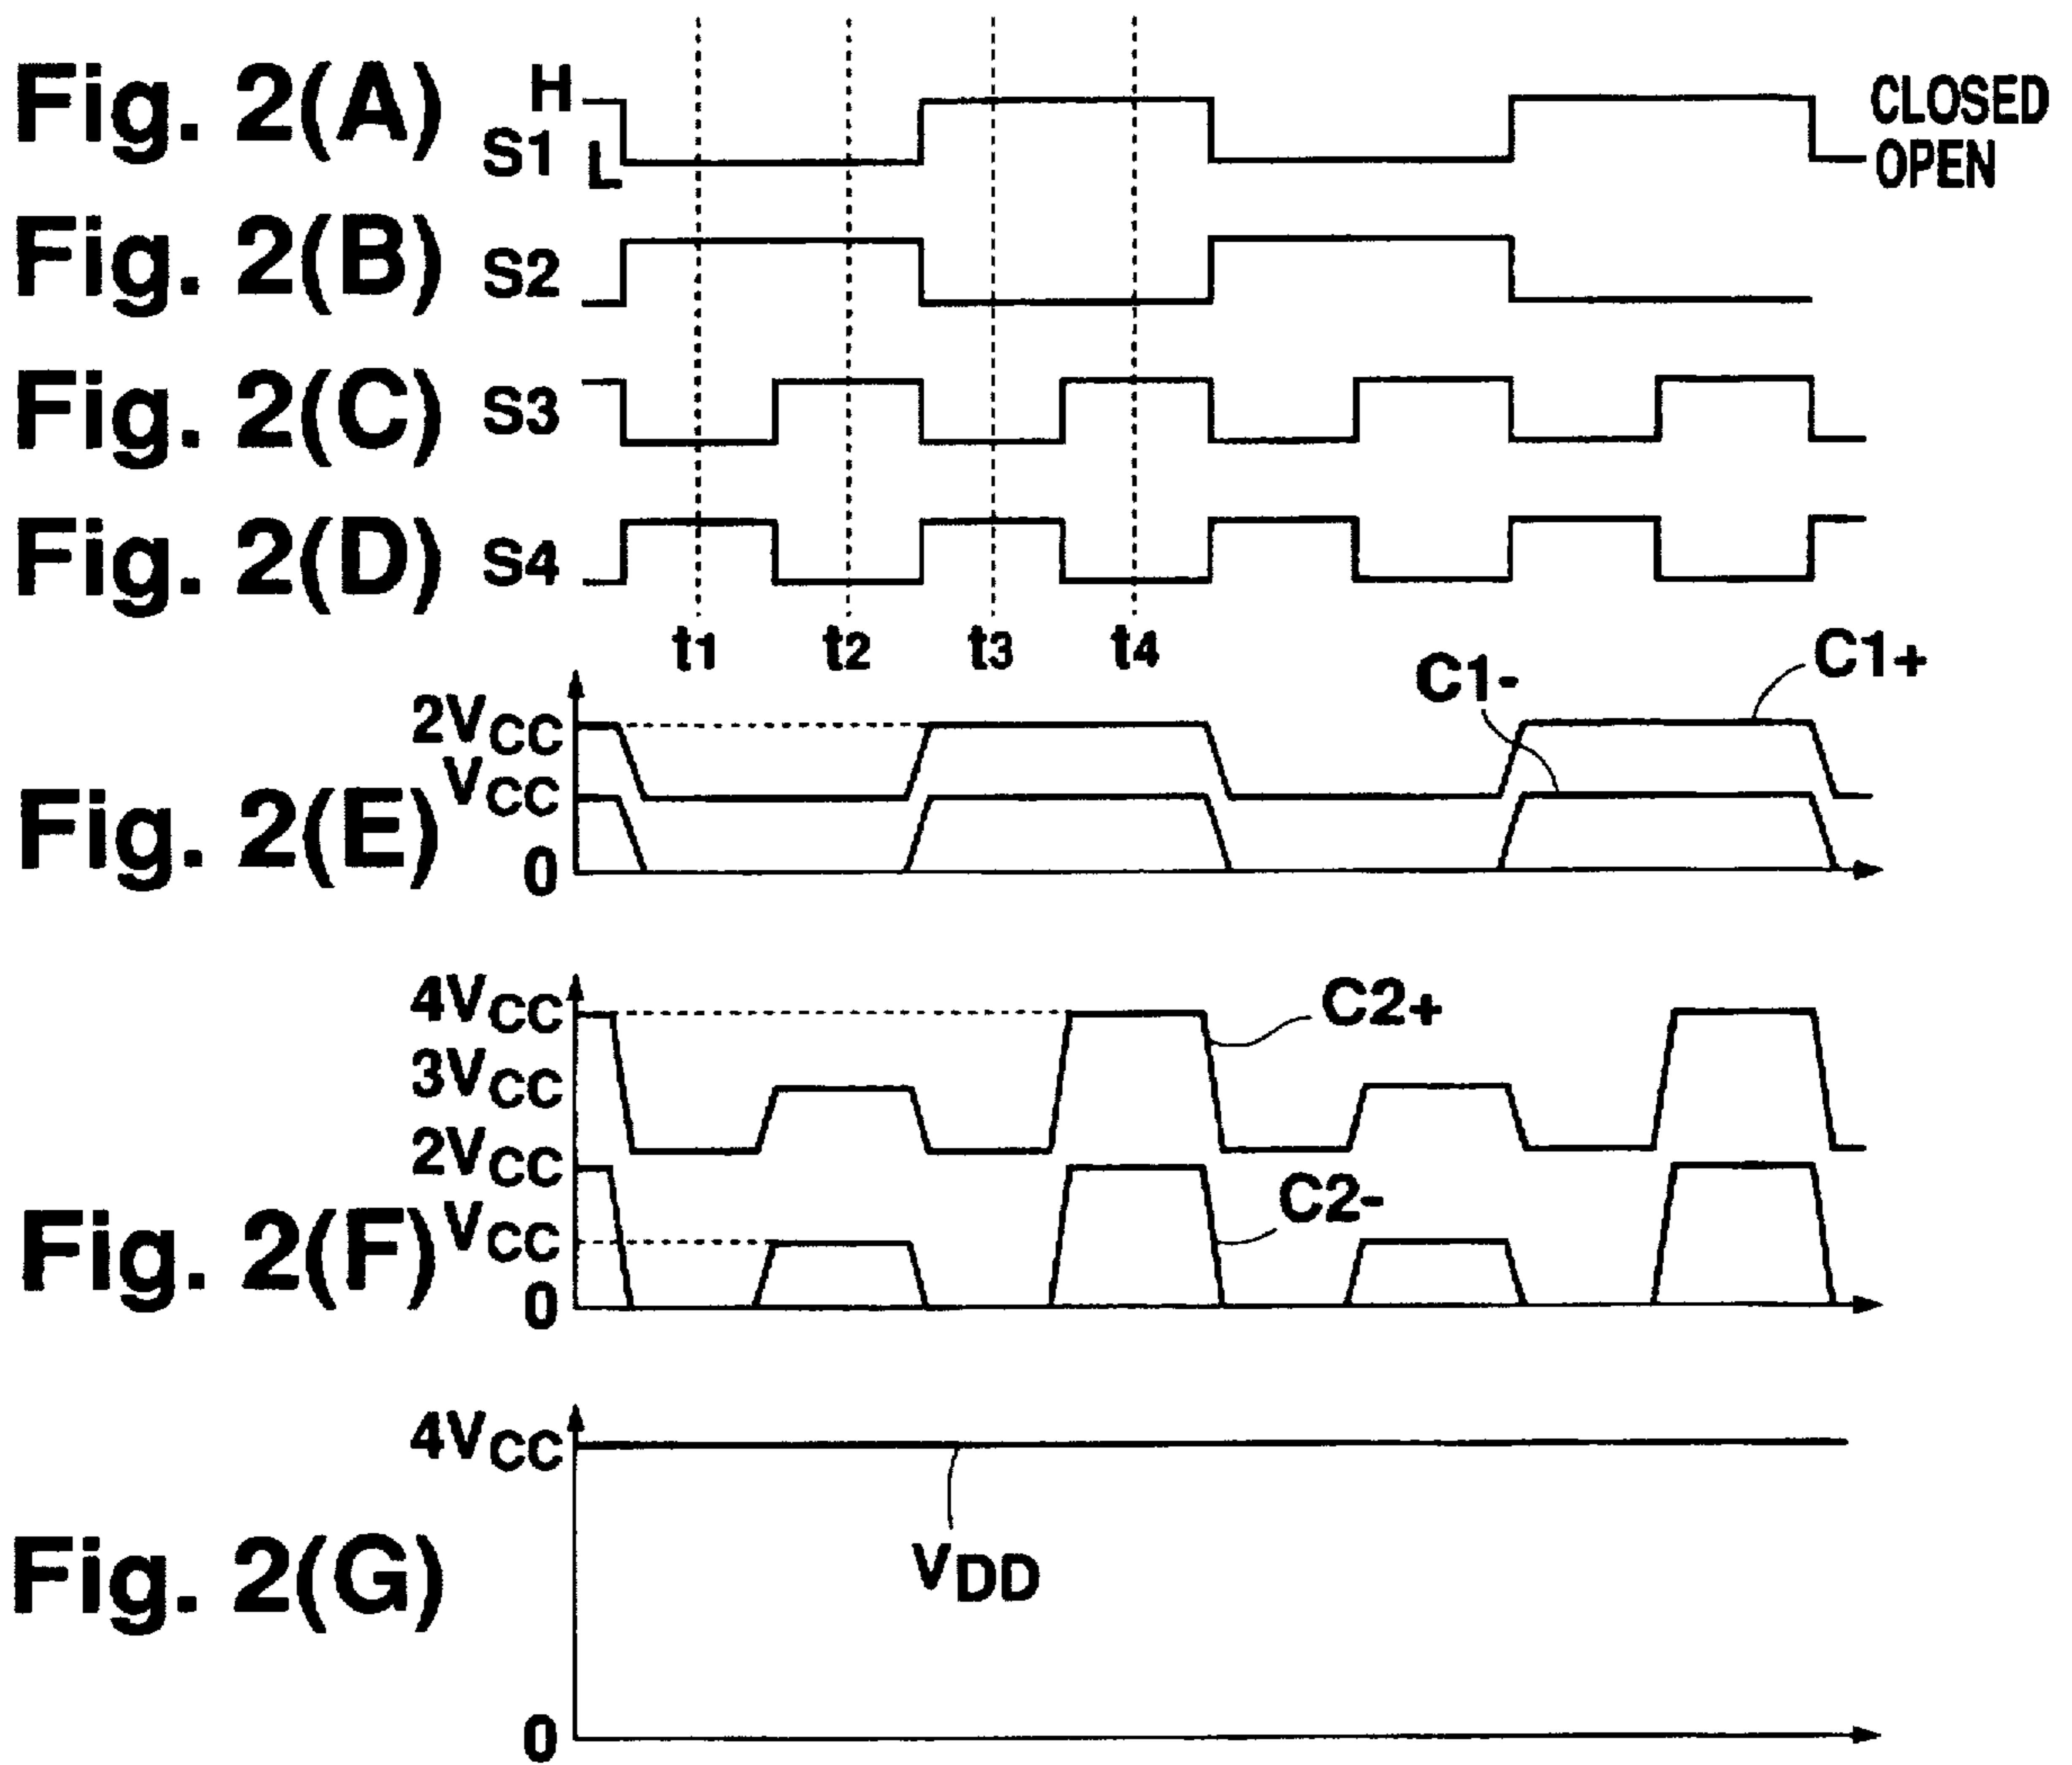 Fig. 2(A) H S1 L CLOSED OPEN
Fig. 2(B) S2
Fig. 2(C) S3
Fig. 2(D) S4
t1 t2 t3 t4
C1- C1+
Fig. 2(E) 2VCC VCC 0
4VCC C2+
3VCC
2VCC C2-
Fig. 2(F) VCC
0
4VCC
VDD
Fig. 2(G)
0